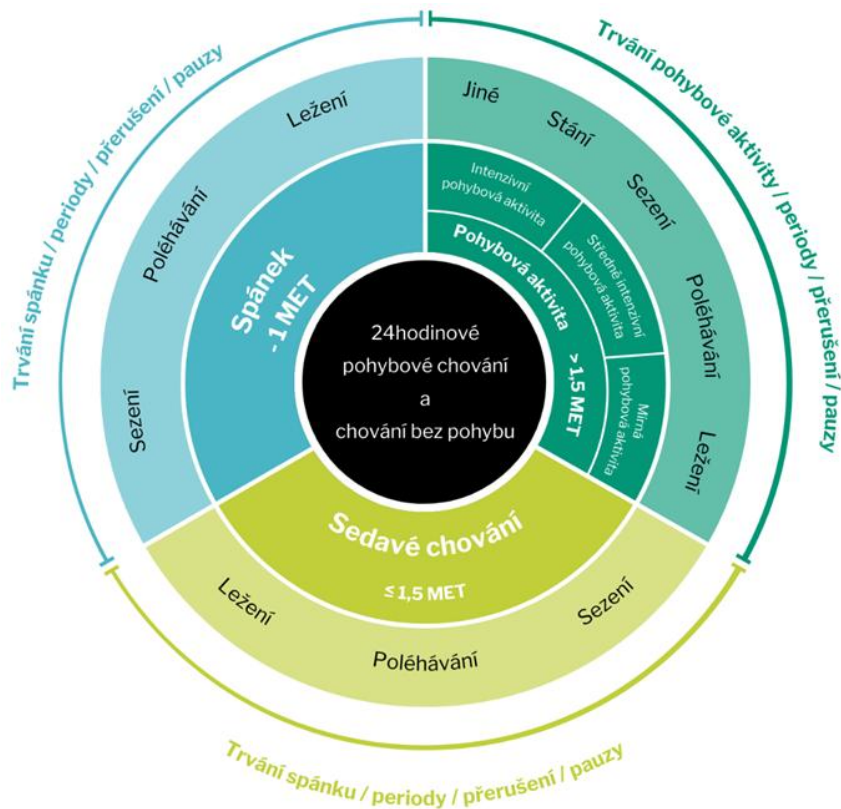 Trvání spánku / periody / přerušení / pauzy
Trvání pohybové aktivity / periody / přerušení / pauzy
Ležení
Poléhávání
Sezení
Jiné
Stání
Sezení
Poléhávání
Ležení
Spánek
- 1 MET
Intenzivní
pohybová aktivita
Středně intenzivní
pohybová aktivita
Mírná
pohybová aktivita
Pohybová aktivita
> 1,5 MET
24hodinové
pohybové chování
a
chování bez pohybu
Sedavé chování
≤ 1,5 MET
Ležení
Poléhávání
Sezení
Trvání spánku / periody / přerušení / pauzy